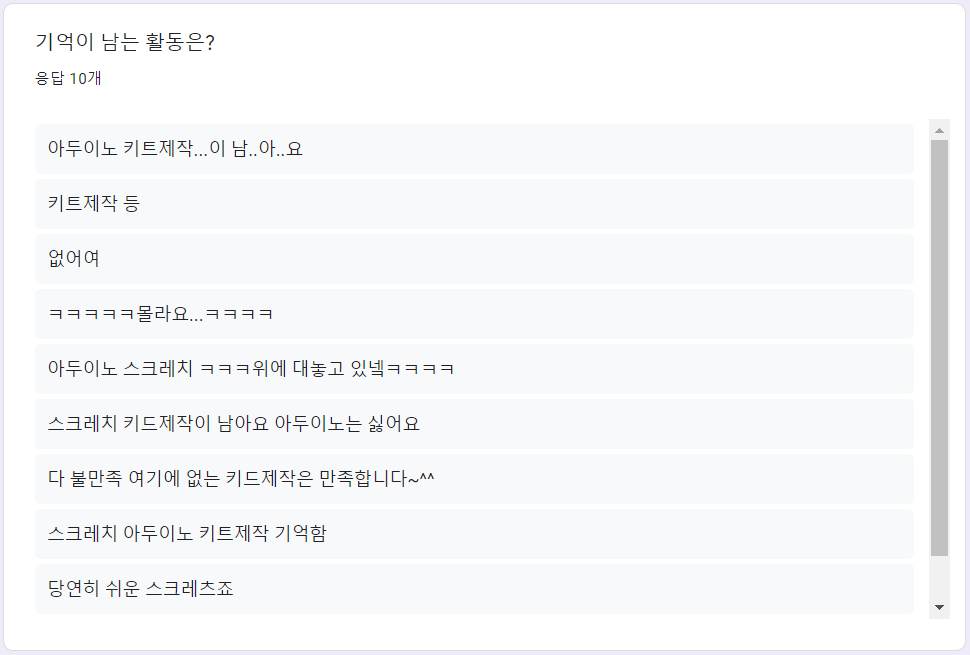 기억이 남는 활동은?
응답 10개
아두이노 키트제작...이 남..아..요
키트제작 등
없어여
ㅋㅋㅋㅋㅋ몰라요...ㅋㅋㅋㅋ
아두이노 스크레치 ㅋㅋㅋ위에 대놓고 있넼ㅋㅋㅋㅋ
스크레치 키드제작이 남아요 아두이노는 싫어요
다 불만족 여기에 없는 키드제작은 만족합니다~^^
스크레치 아두이노 키트제작 기억함
당연히 쉬운 스크레츠죠